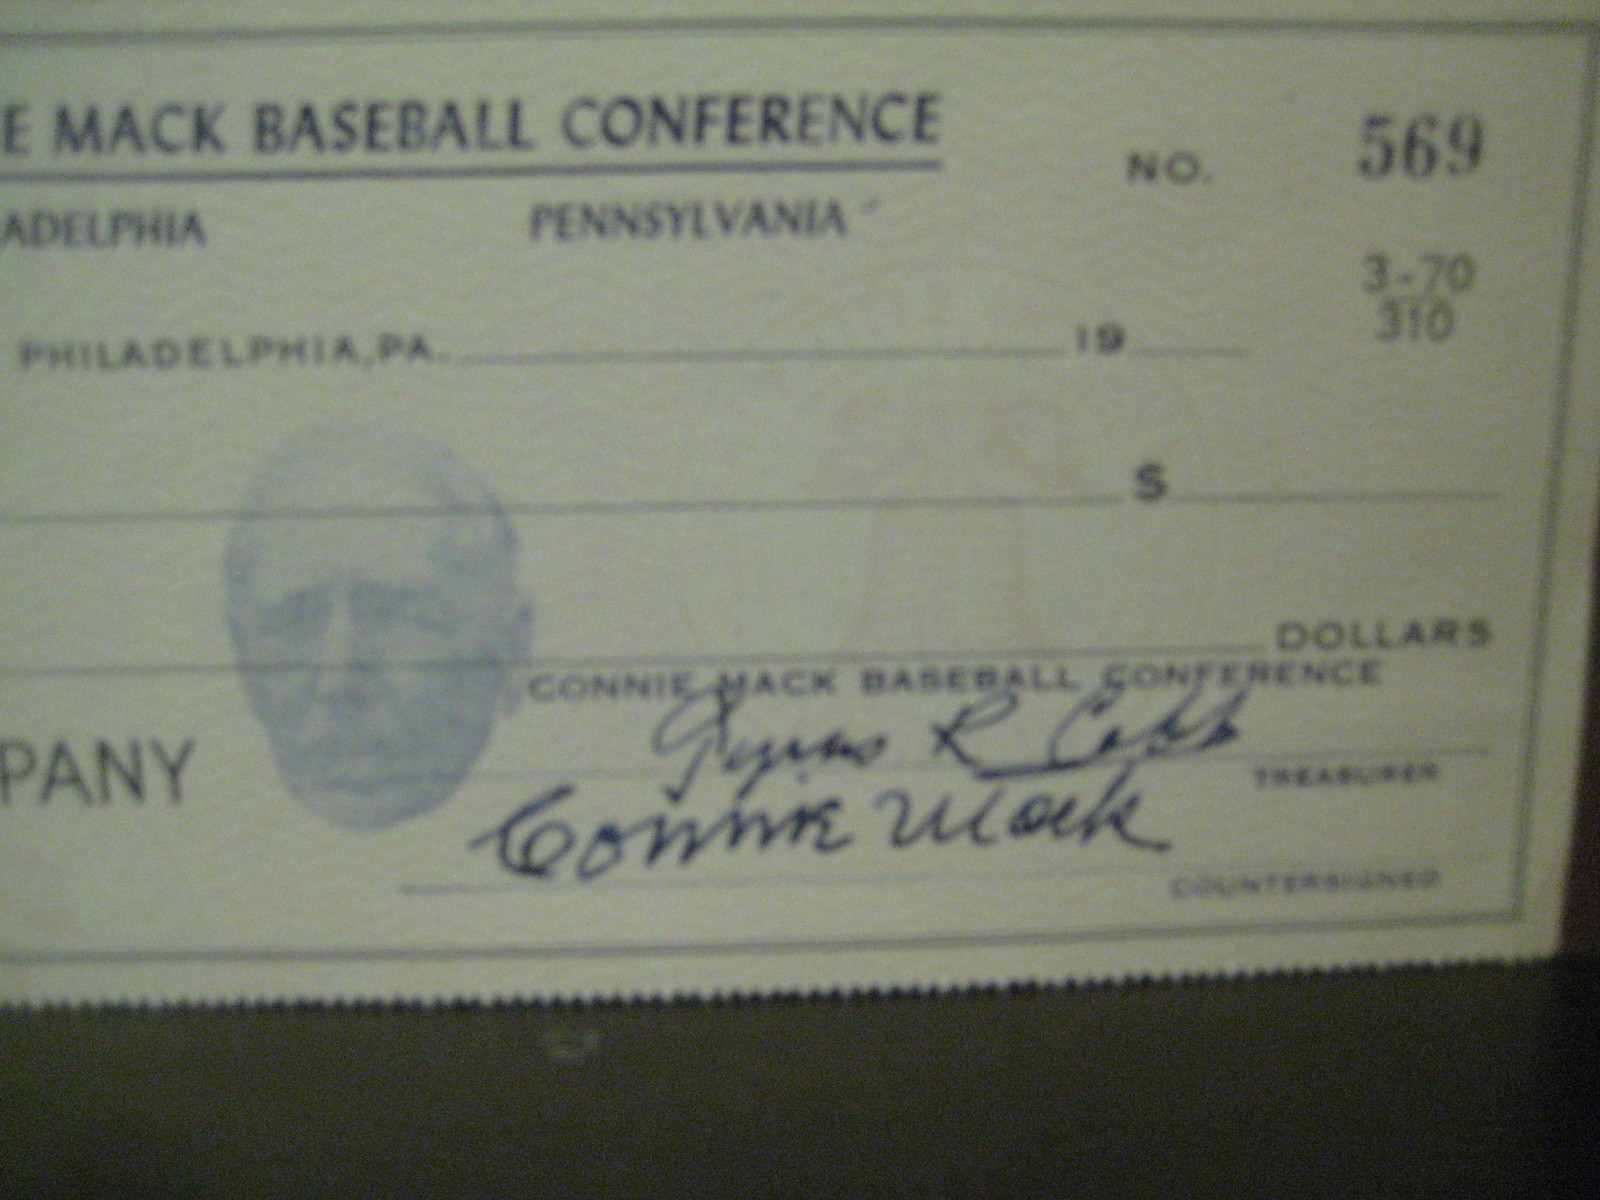 E MACK BASEBALL CONFERENCE
NO. 569
ADELPHIA PENNSYLVANIA
3-70
310
PHILADELPHIA, PA. 19
$
DOLLARS
CONNIE MACK BASEBALL CONFERENCE
R Cobb
TREASURER
PANY
Connie Mack
COUNTERSIGNED